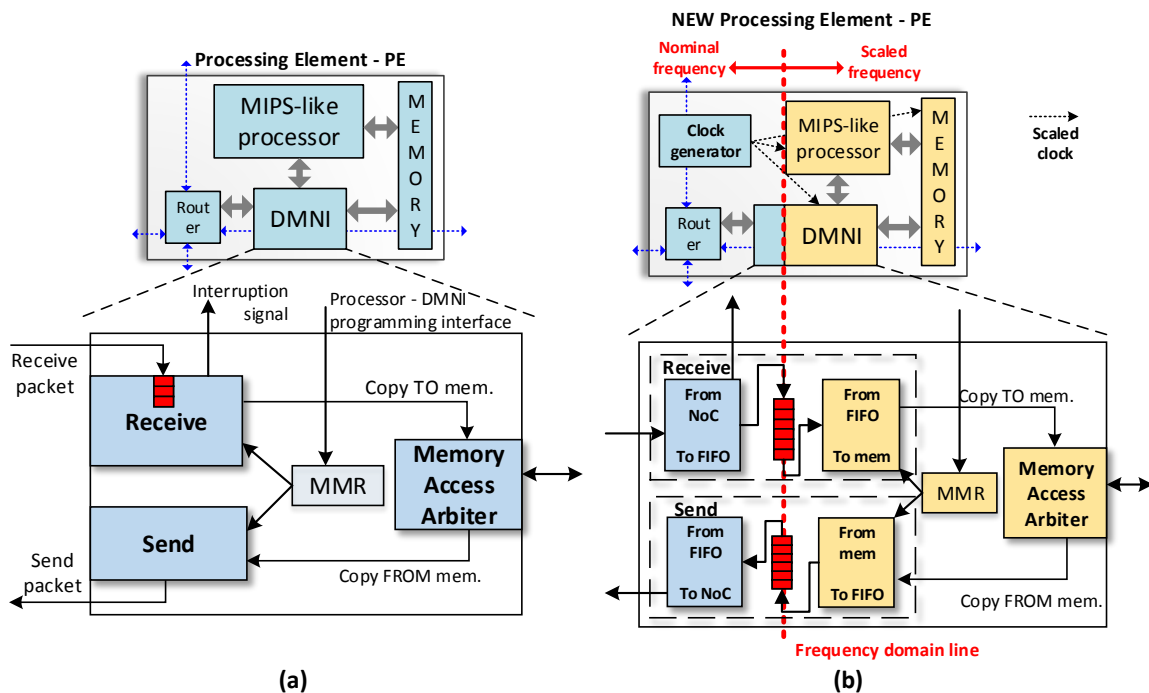 Processing Element - PE
MIPS-like
processor
M
E
M
O
R
Y
Rout
er
DMNI
Interruption
signal
Processor - DMNI
programming interface
Receive
packet
Receive
Copy TO mem.
MMR
Memory
Access
Arbiter
Send
Send
packet
Copy FROM mem.
(a)
NEW Processing Element - PE
Nominal
frequency
Scaled
frequency
Clock
generator
MIPS-like
processor
M
E
M
O
R
Y
Scaled
clock
Rout
er
DMNI
Receive
From
NoC
To FIFO
From
FIFO
To mem
Copy TO mem.
MMR
Memory
Access
Arbiter
Send
From
FIFO
To NoC
From
mem
To FIFO
Copy FROM mem.
Frequency domain line
(b)